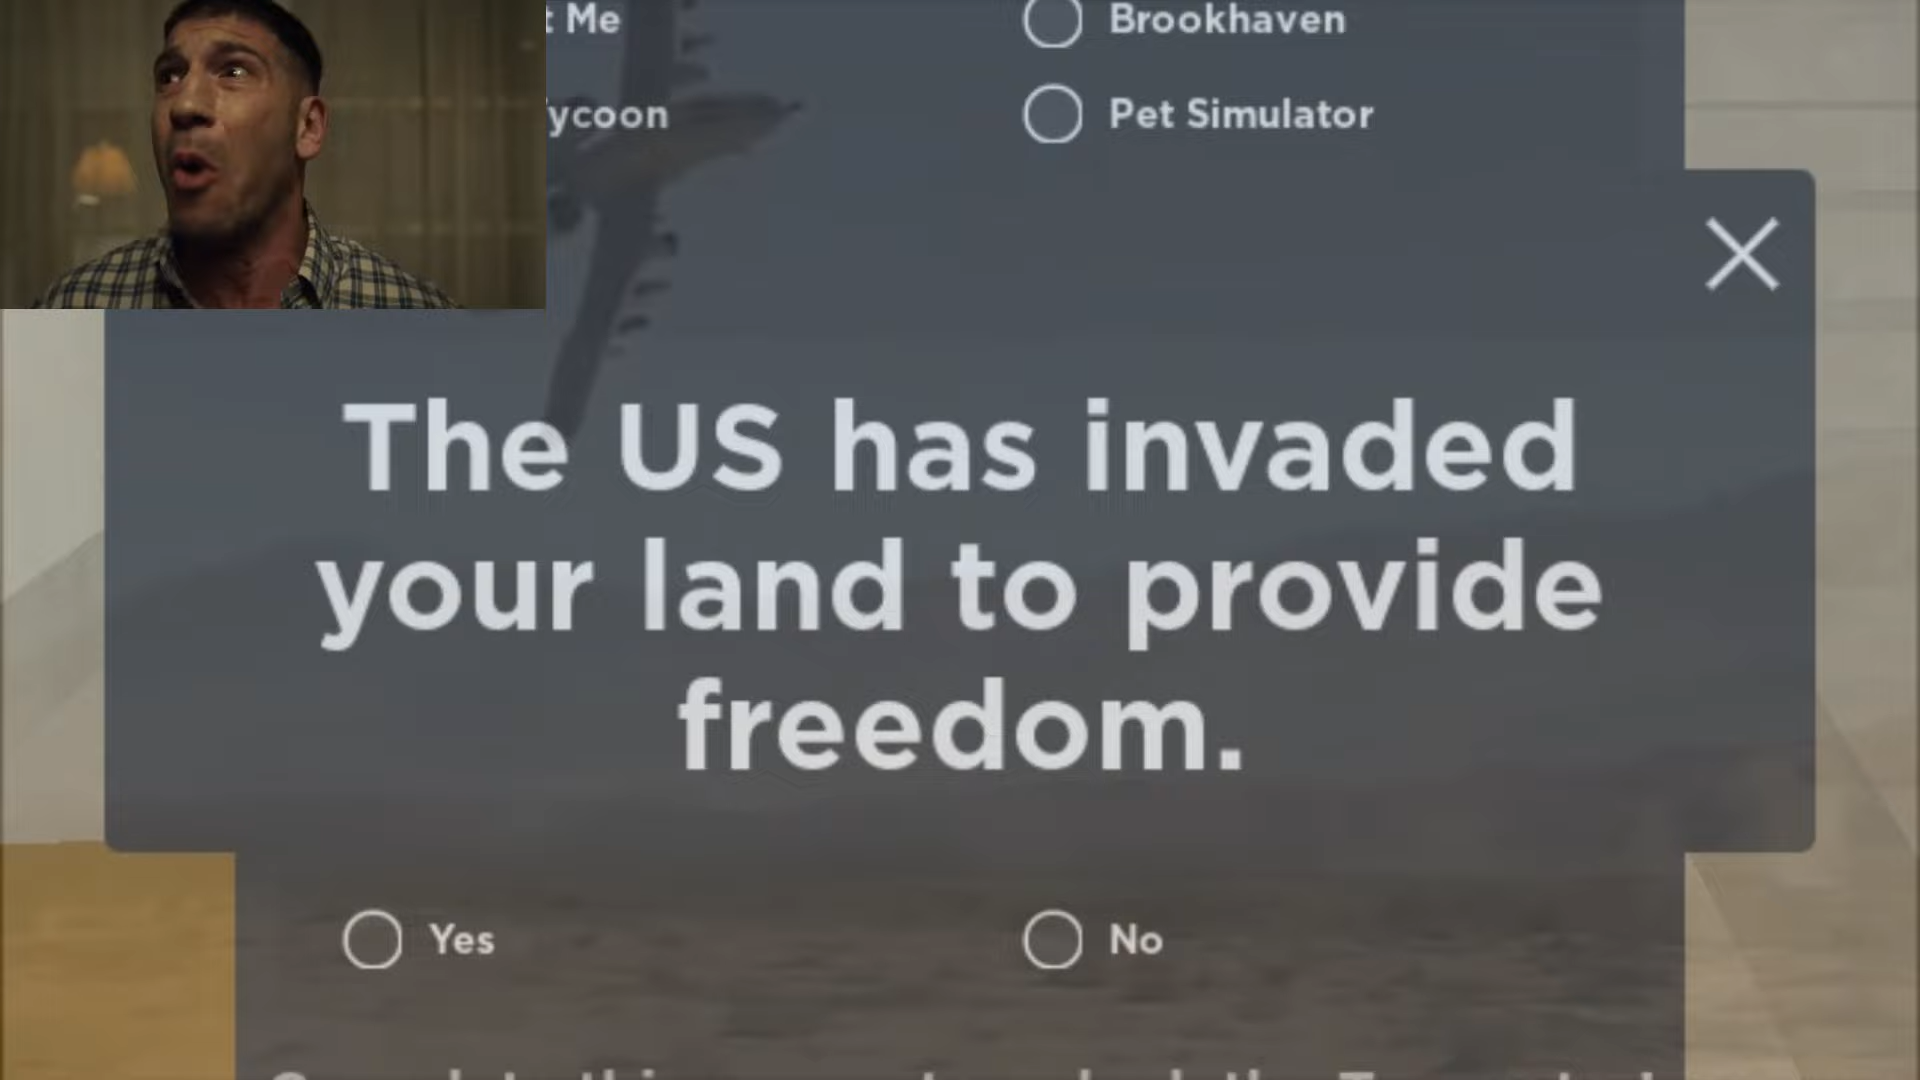 t Me
Brookhaven
ycoon
Pet Simulator
The US has invaded
your land to provide
freedom.
Yes
No